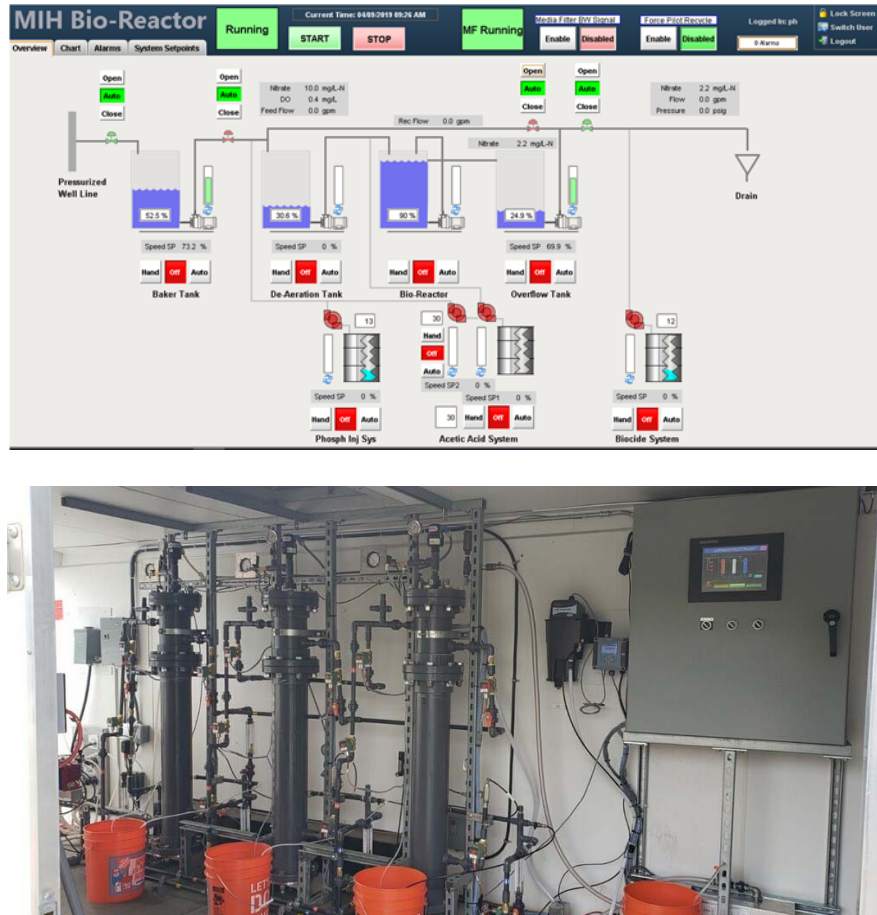 MIH Bio-Reactor
Running
Current Time: 04/09/2019 09:26 AM
START STOP
MF Running
Media Filter BW Signal
Enable Disabled
Force Pilot Recycle
Enable Disabled
Logged In: ph
0 Alarms
Lock Screen
Switch User
Logout
Overview Chart Alarms System Setpoints
Open
Auto
Close
Open
Auto
Close
Nitrate 10.0 mg/L-N
DO 0.4 mg/L
Feed Flow 0.0 gpm
Rec Flow 0.0 gpm
Open
Auto
Close
Open
Auto
Close
Nitrate 2.2 mg/L-N
Flow 0.0 gpm
Pressure 0.0 psig
Nitrate 2.2 mg/L-N
Pressurized
Well Line
Drain
52.5 %
30.6 %
90 %
24.9 %
Speed SP 73.2 %
Speed SP 0 %
Speed SP 69.9 %
Hand Off Auto
Hand Off Auto
Hand Off Auto
Hand Off Auto
Baker Tank
De-Aeration Tank
Bio-Reactor
Overflow Tank
13
30
Hand
Off
Auto
12
Speed SP2 0 %
Speed SP 0 %
Speed SP1 0 %
Speed SP 0 %
Hand Off Auto
30 Hand Off Auto
Hand Off Auto
Phosph Inj Sys
Acetic Acid System
Biocide System
LET'S